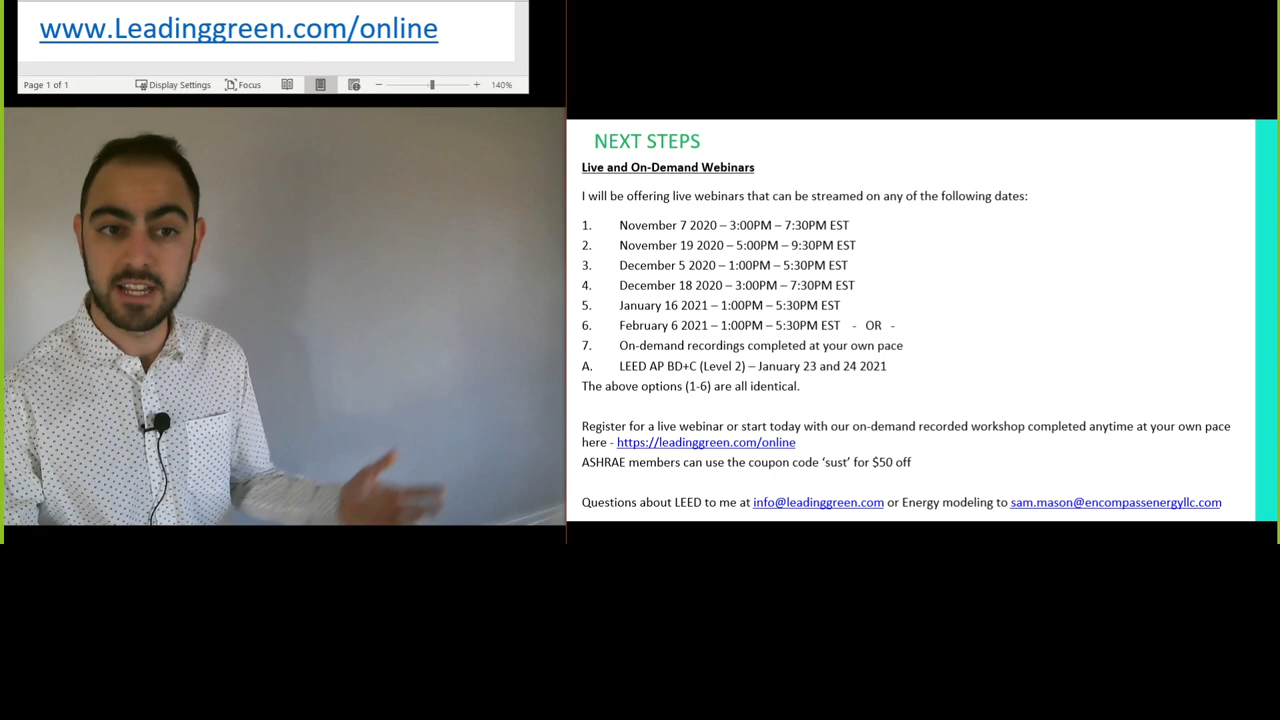 www.Leadinggreen.com/online
Page 1 of 1 Display Settings Focus 140%
NEXT STEPS
Live and On-Demand Webinars
I will be offering live webinars that can be streamed on any of the following dates:
1. November 7 2020 – 3:00PM – 7:30PM EST
2. November 19 2020 – 5:00PM – 9:30PM EST
3. December 5 2020 – 1:00PM – 5:30PM EST
4. December 18 2020 – 3:00PM – 7:30PM EST
5. January 16 2021 – 1:00PM – 5:30PM EST
6. February 6 2021 – 1:00PM – 5:30PM EST - OR -
7. On-demand recordings completed at your own pace
A. LEED AP BD+C (Level 2) – January 23 and 24 2021
The above options (1-6) are all identical.
Register for a live webinar or start today with our on-demand recorded workshop completed anytime at your own pace
here - https://leadinggreen.com/online
ASHRAE members can use the coupon code ‘sust’ for $50 off
Questions about LEED to me at info@leadinggreen.com or Energy modeling to sam.mason@encompassenergyllc.com